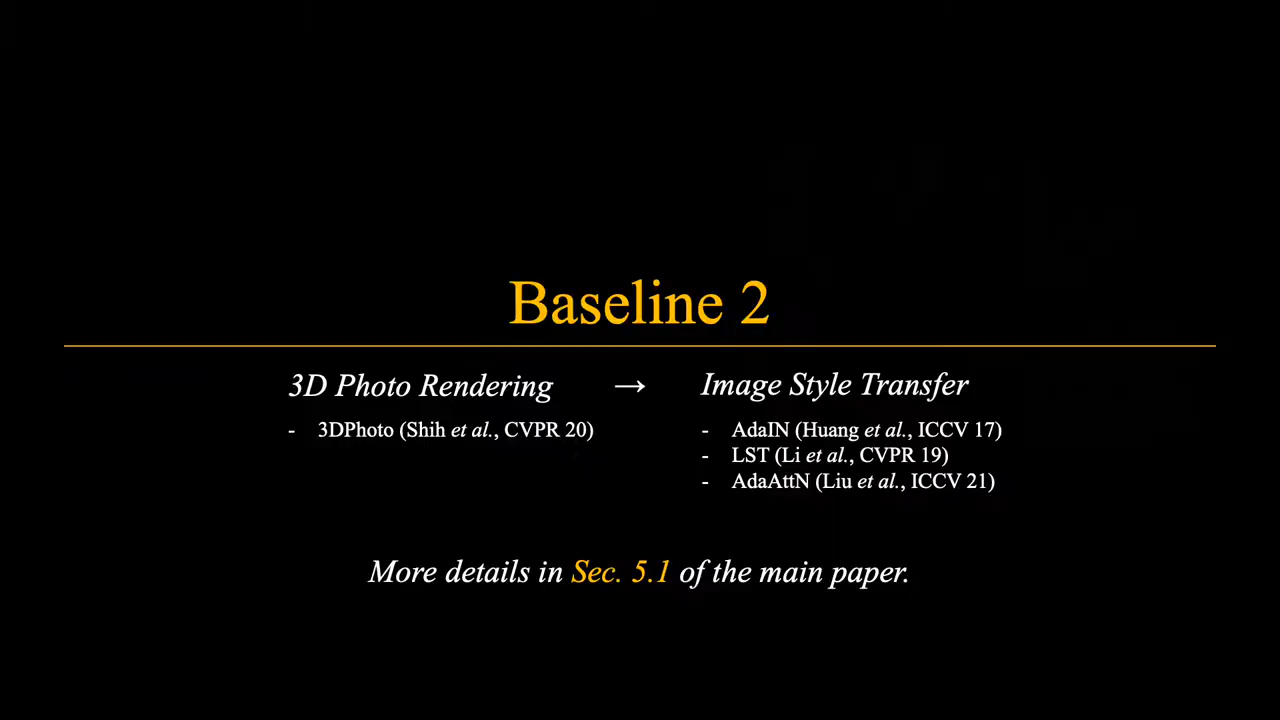 Baseline 2
3D Photo Rendering → Image Style Transfer
- 3DPhoto (Shih et al., CVPR 20)
- AdaIN (Huang et al., ICCV 17)
- LST (Li et al., CVPR 19)
- AdaAttN (Liu et al., ICCV 21)
More details in Sec. 5.1 of the main paper.